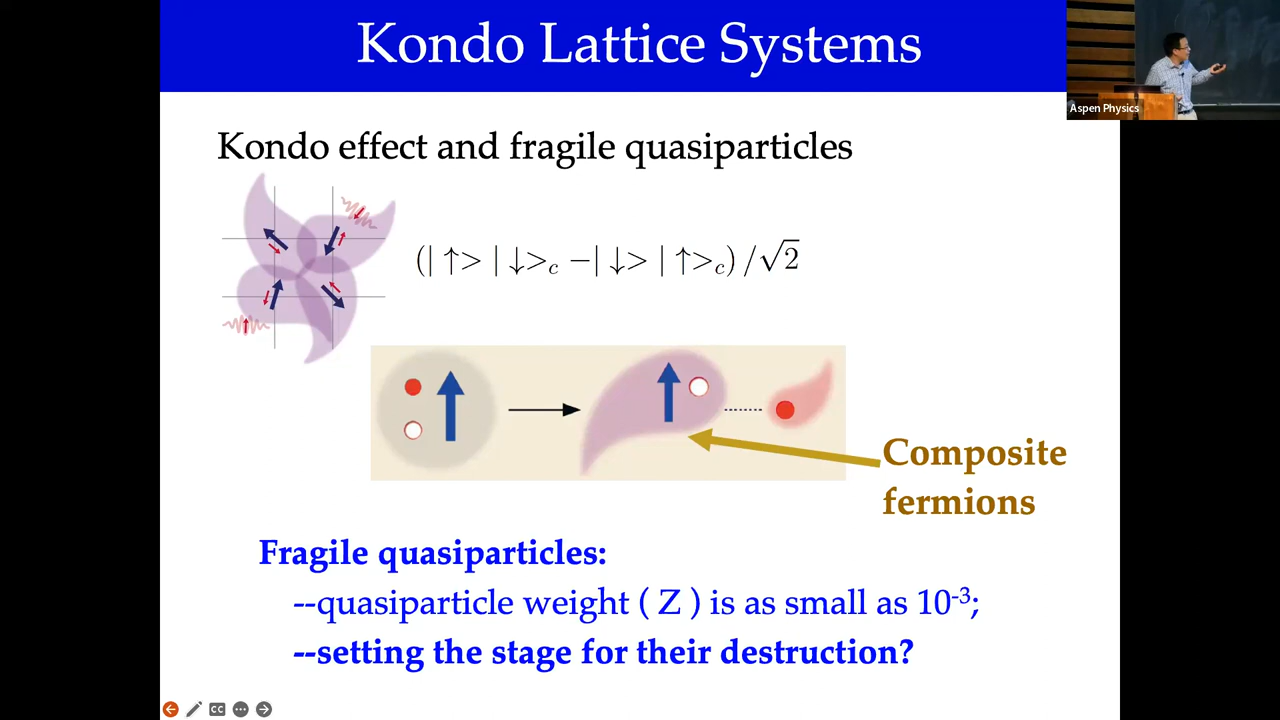 Kondo Lattice Systems
Aspen Physics
Kondo effect and fragile quasiparticles
(| ↑> | ↓>c −| ↓> | ↑>c) /√2
Composite
fermions
Fragile quasiparticles:
--quasiparticle weight ( Z ) is as small as 10-3;
--setting the stage for their destruction?
CC